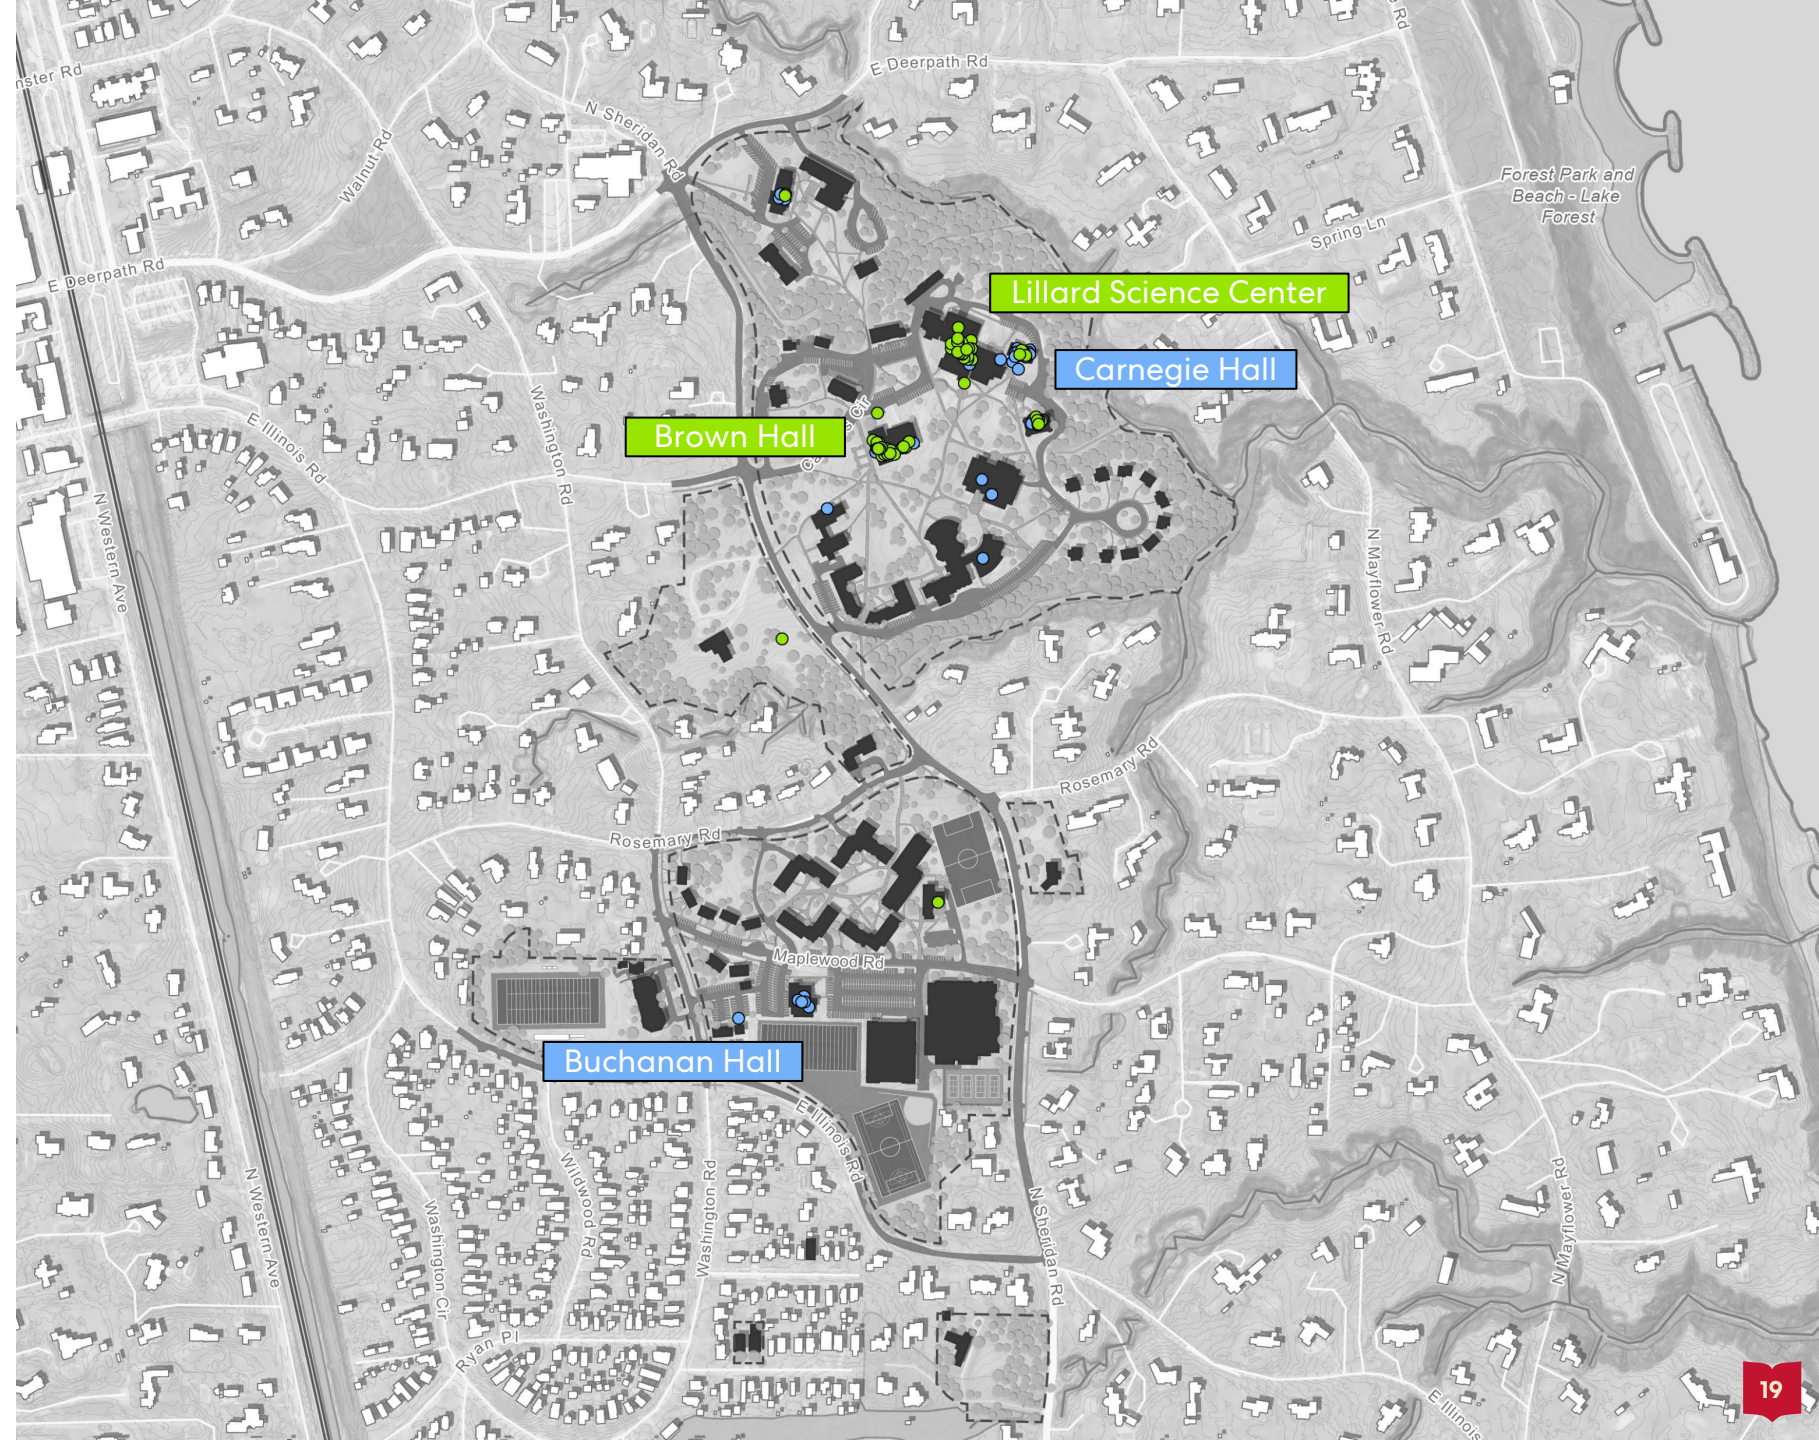 E Deerpath Rd
N Sheridan Rd
Walnut Rd
Forest Park and
Beach - Lake
Forest
Spring Ln
E Deerpath Rd
Lillard Science Center
Carnegie Hall
Brown Hall
Cir
E Illinois Rd
Washington Rd
N Western Ave
N Mayflower Rd
Rosemary Rd
Rosemary Rd
Maplewood Rd
Buchanan Hall
E Illinois Rd
Wildwood Rd
Washington Rd
N Western Ave
Washington Cir
N Sheridan Rd
N Mayflower Rd
Ryan Pl
E Illinois
19